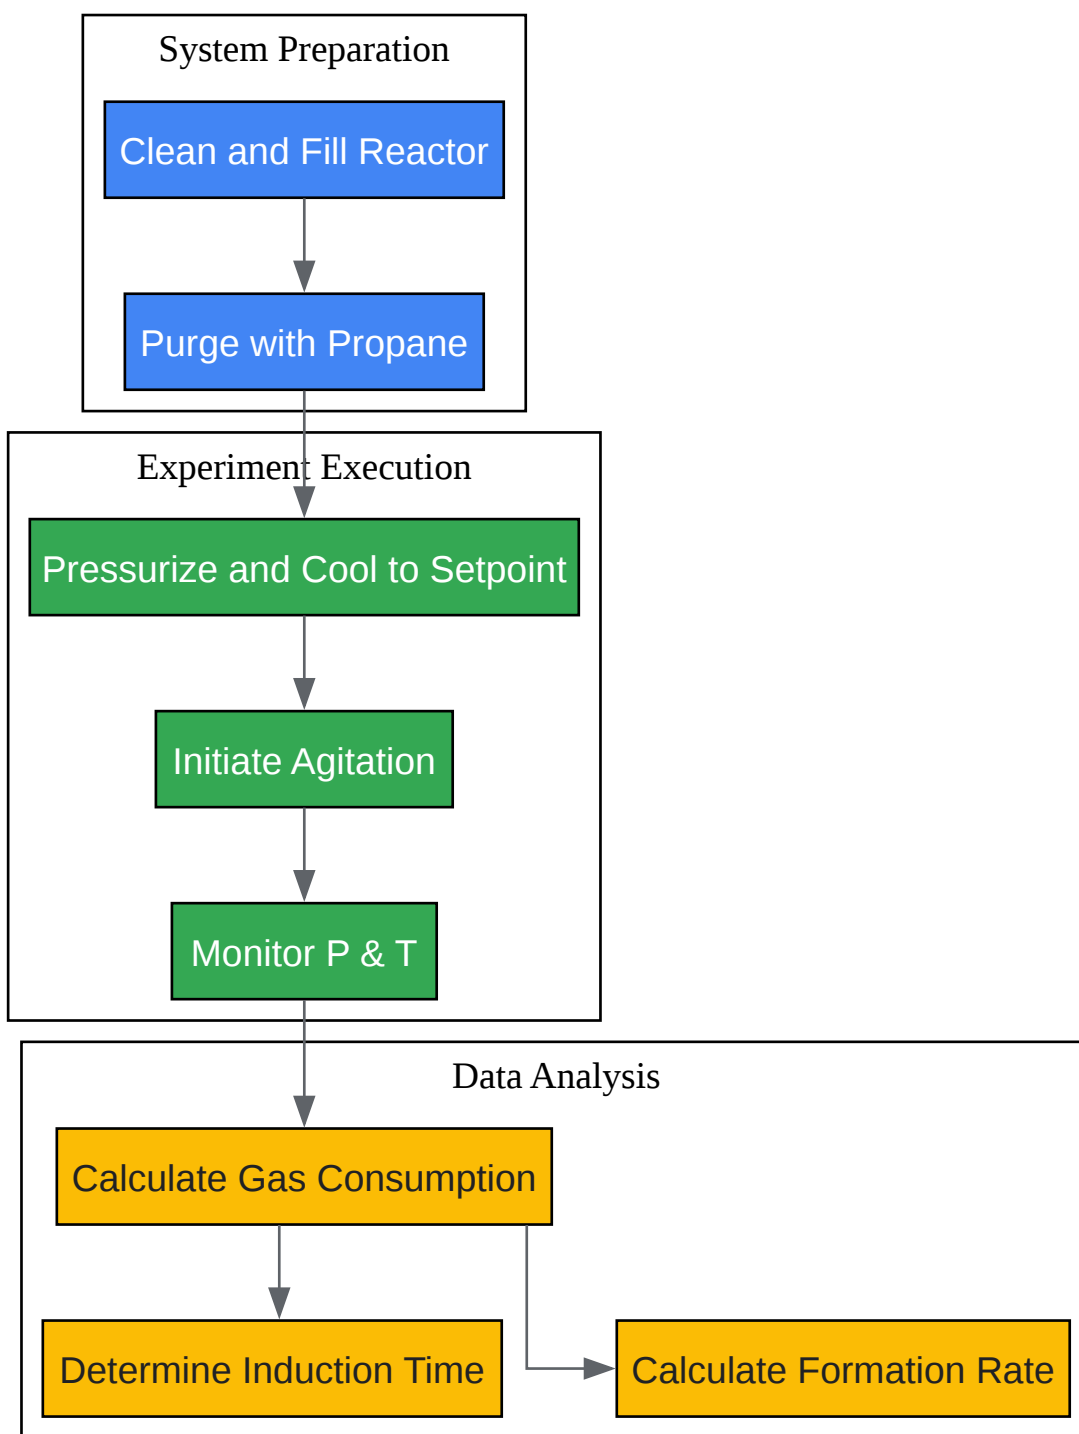 System Preparation
Clean and Fill Reactor
Purge with Propane
Experiment Execution
Pressurize and Cool to Setpoint
Initiate Agitation
Monitor P & T
Data Analysis
Calculate Gas Consumption
Determine Induction Time
Calculate Formation Rate